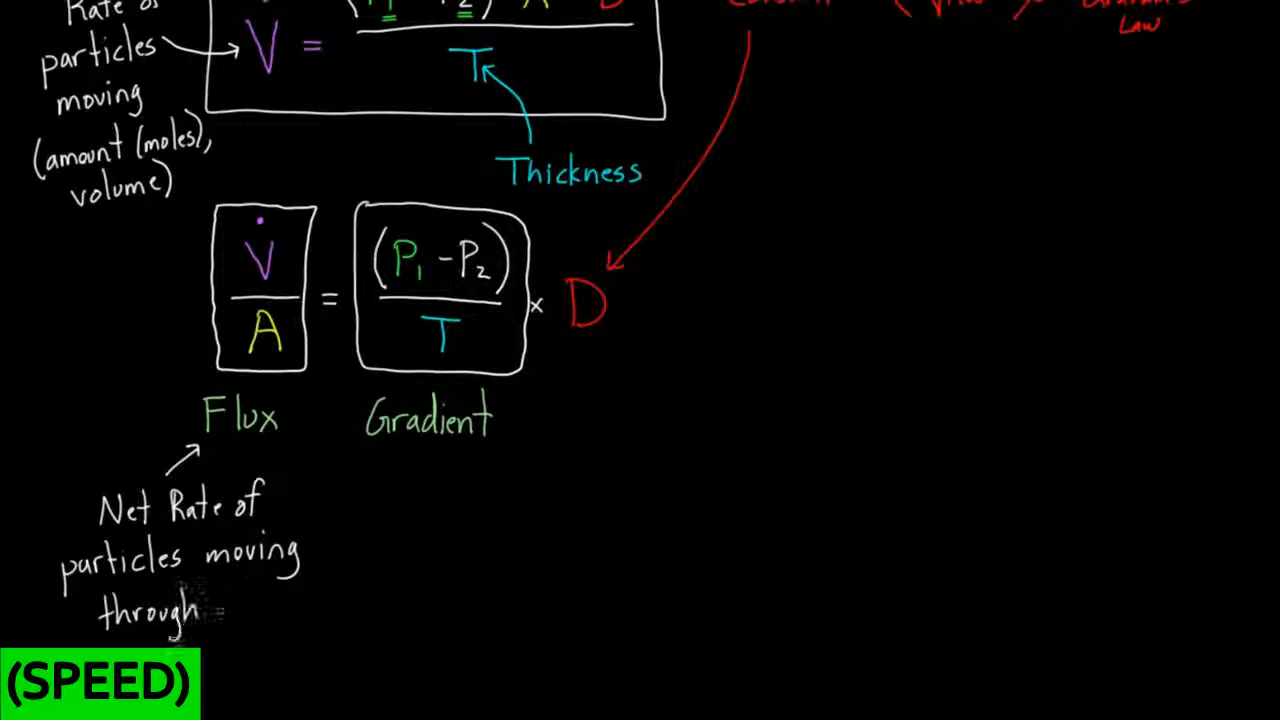 Rate of
particles
moving
(amount (moles),
volume)
V =
T
Thickness
Law
V̇
A
=
(P₁ - P₂)
T
× D
Flux
Gradient
Net Rate of
particles moving
through
(SPEED)